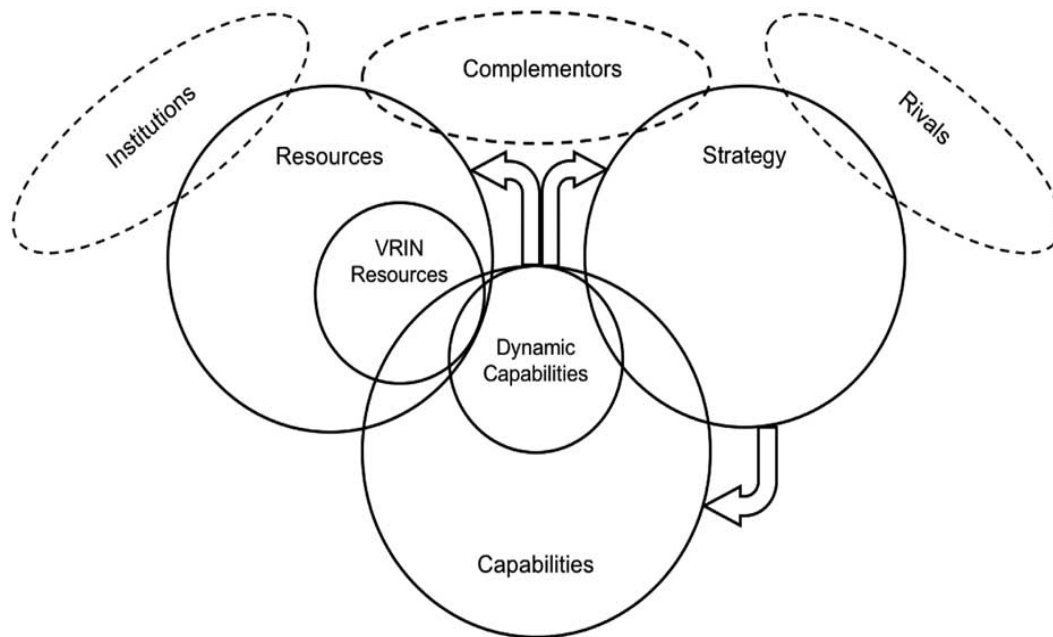 Complementors
Institutions
Rivals
Resources
Strategy
VRIN
Resources
Dynamic
Capabilities
Capabilities